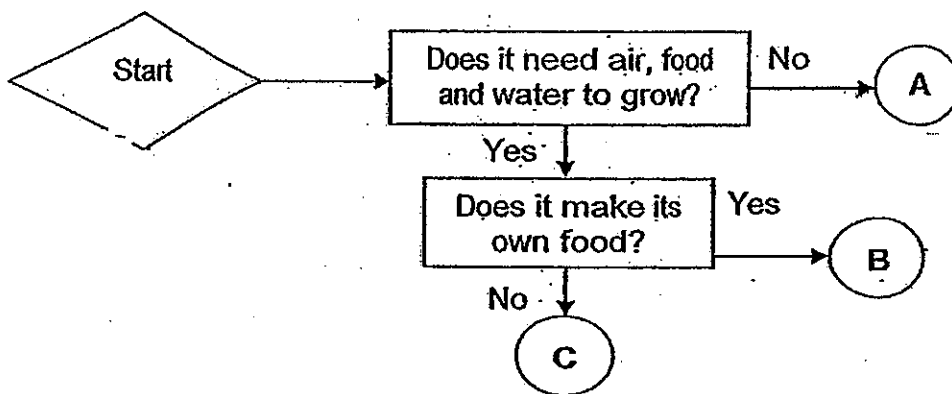 Start
Does it need air, food
and water to grow?
No
A
Yes
Does it make its
own food?
Yes
B
No
C